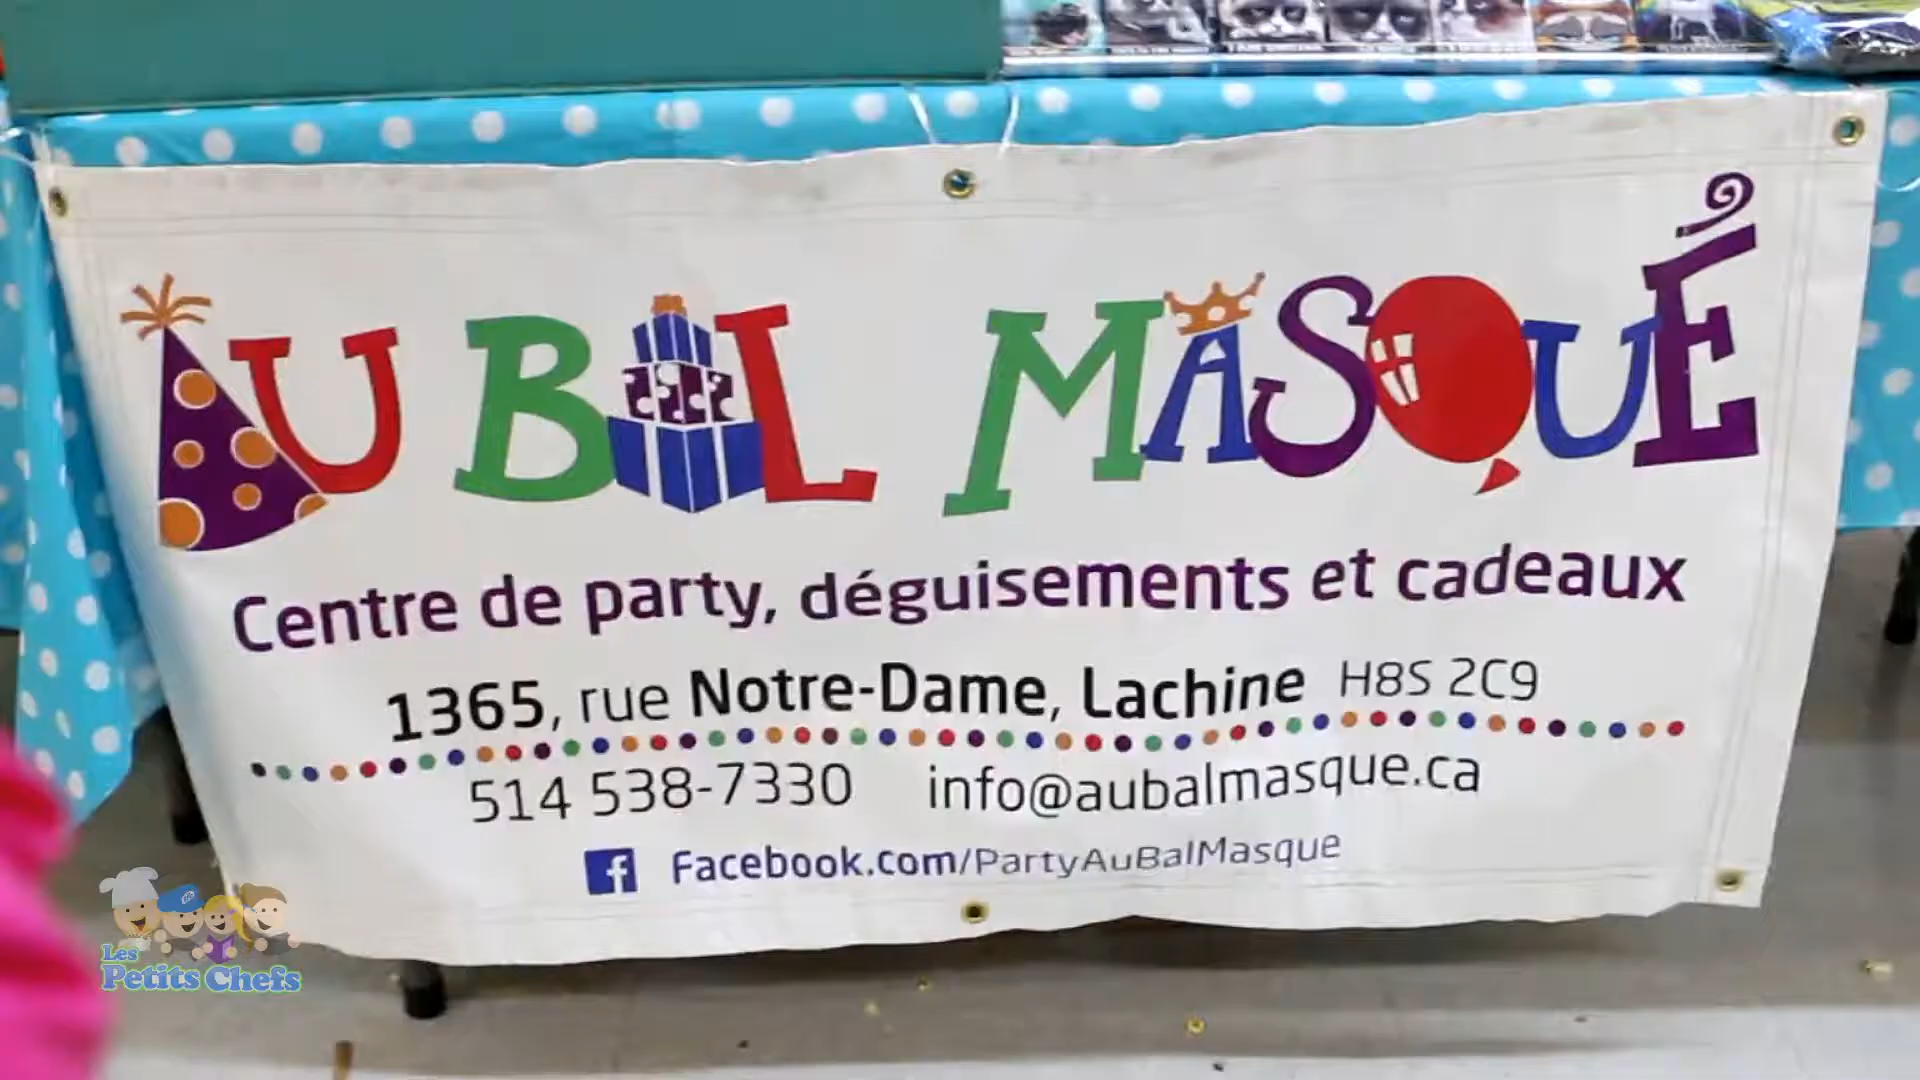 AU BAL MASQUÉ
Centre de party, déguisements et cadeaux
1365, rue Notre-Dame, Lachine H8S 2C9
514 538-7330 info@aubalmasque.ca
Facebook.com/PartyAuBalMasque
Les
Petits Chefs